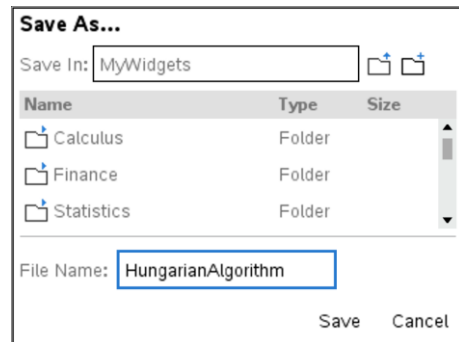 Save As...
Save In: MyWidgets
Name Type Size
Calculus Folder
Finance Folder
Statistics Folder
File Name: HungarianAlgorithm
Save Cancel